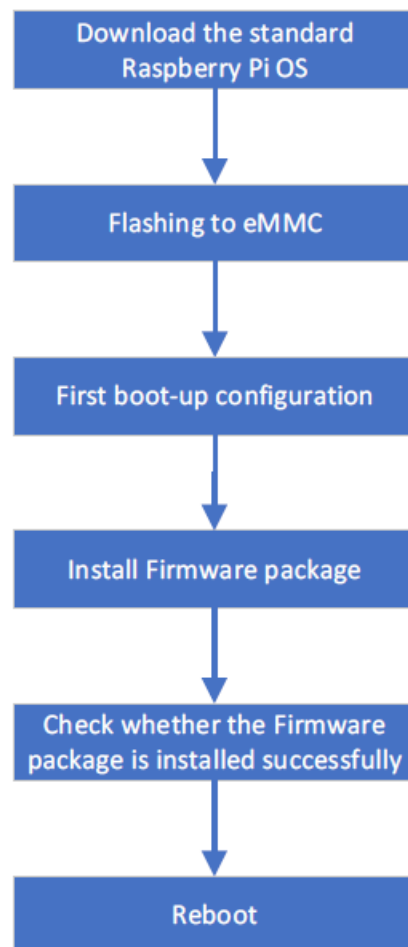 Download the standard
Raspberry Pi OS
Flashing to eMMC
First boot-up configuration
Install Firmware package
Check whether the Firmware
package is installed successfully
Reboot